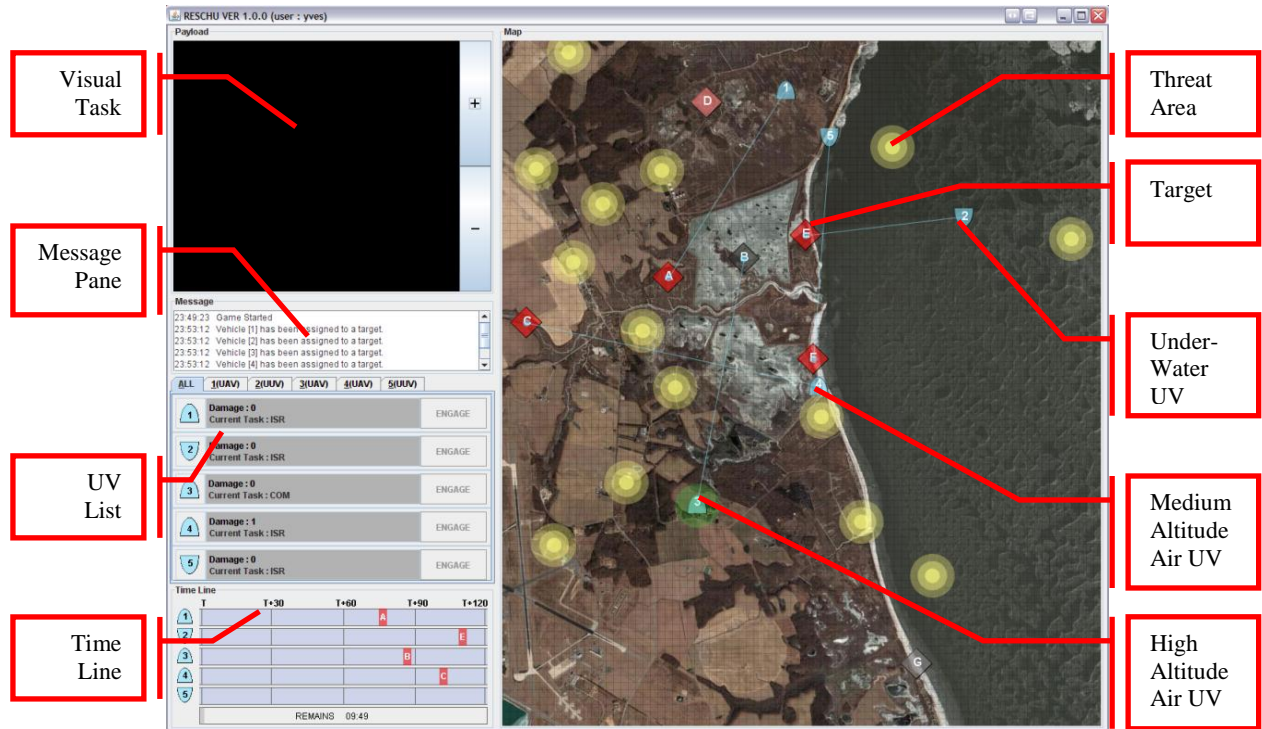 RESCHU VER 1.0.0 (user : yves)
Visual
Task
Message
Pane
UV
List
Time
Line
Payload
+
−
Message
23:49:23 Game Started
23:53:12 Vehicle [1] has been assigned to a target.
23:53:12 Vehicle [2] has been assigned to a target.
23:53:12 Vehicle [3] has been assigned to a target.
23:53:12 Vehicle [4] has been assigned to a target.
ALL 1(UAV) 2(UUV) 3(UAV) 4(UAV) 5(UUV)
1 Damage : 0
Current Task : ISR
ENGAGE
2 Damage : 0
Current Task : ISR
ENGAGE
3 Damage : 0
Current Task : COM
ENGAGE
4 Damage : 1
Current Task : ISR
ENGAGE
5 Damage : 0
Current Task : ISR
ENGAGE
Time Line
T T+30 T+60 T+90 T+120
1 A
2 E
3 B
4 C
5
REMAINS 09:49
Map
D
1
5
2
E
B
A
C
F
4
3
G
Threat
Area
Target
Under-
Water
UV
Medium
Altitude
Air UV
High
Altitude
Air UV